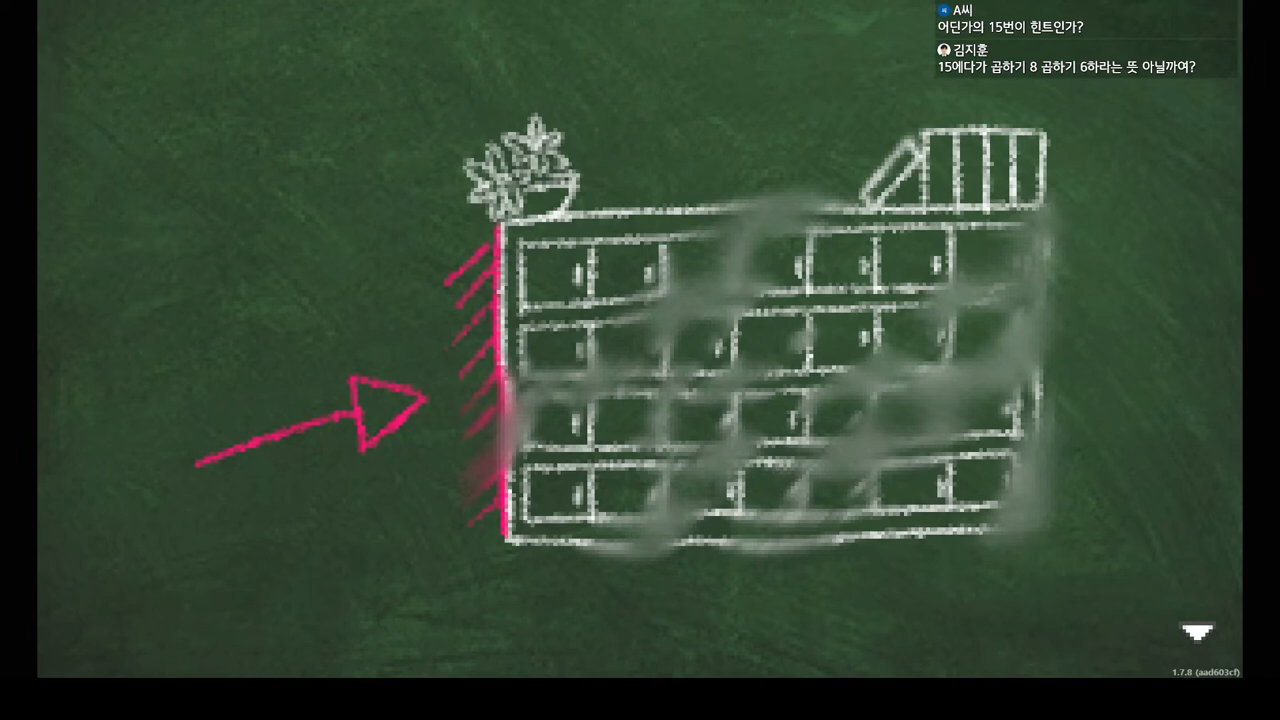 A씨
어딘가의 15번이 힌트인가?
김지훈
15에다가 곱하기 8 곱하기 6하라는 뜻 아닐까여?
1.7.8 (aad603cf)